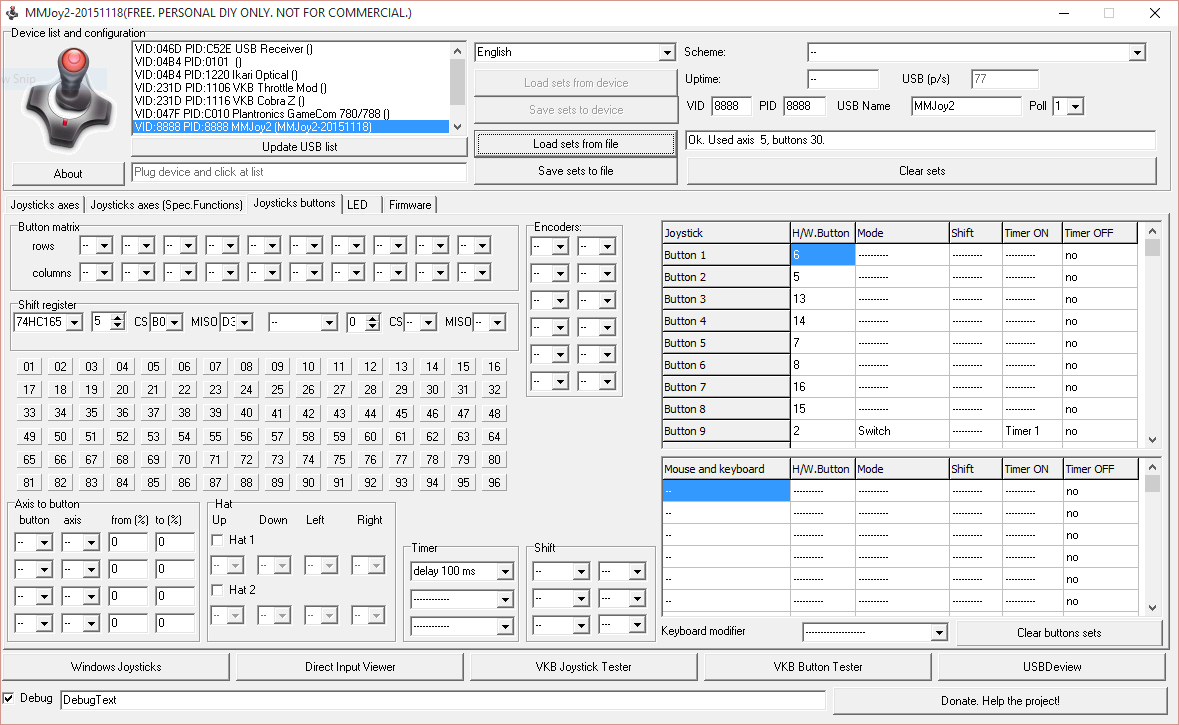 MMJoy2-20151118(FREE. PERSONAL DIY ONLY. NOT FOR COMMERCIAL.)
Device list and configuration
w Snip
VID:046D PID:C52E USB Receiver ()
VID:04B4 PID:0101 ()
VID:04B4 PID:1220 Ikari Optical ()
VID:231D PID:1106 VKB Throttle Mod ()
VID:231D PID:1116 VKB Cobra Z ()
VID:047F PID:C010 Plantronics GameCom 780/788 ()
VID:8888 PID:8888 MMJoy2 (MMJoy2-20151118)
Update USB list
About
Plug device and click at list
English
Load sets from device
Save sets to device
Load sets from file
Save sets to file
Scheme: --
Uptime: -- USB (p/s) 77
VID 8888 PID 8888 USB Name MMJoy2 Poll 1
Ok. Used axis 5, buttons 30.
Clear sets
Joysticks axes Joysticks axes (Spec.Functions) Joysticks buttons LED Firmware
Button matrix
rows -- -- -- -- -- -- -- -- -- --
columns -- -- -- -- -- -- -- -- -- --
Shift register
74HC165 5 CS B0 MISO D3 -- 0 CS -- MISO --
01 02 03 04 05 06 07 08 09 10 11 12 13 14 15 16
17 18 19 20 21 22 23 24 25 26 27 28 29 30 31 32
33 34 35 36 37 38 39 40 41 42 43 44 45 46 47 48
49 50 51 52 53 54 55 56 57 58 59 60 61 62 63 64
65 66 67 68 69 70 71 72 73 74 75 76 77 78 79 80
81 82 83 84 85 86 87 88 89 90 91 92 93 94 95 96
Encoders:
-- --
-- --
-- --
-- --
-- --
-- --
Axis to button
button axis from (%) to (%)
-- -- 0 0
-- -- 0 0
-- -- 0 0
-- -- 0 0
Hat
Up Down Left Right
Hat 1
-- -- -- --
Hat 2
-- -- -- --
Timer
delay 100 ms
-----------
-----------
Shift
-- ---
-- ---
-- ---
Joystick H/W.Button Mode Shift Timer ON Timer OFF
Button 1 6 --------- --------- --------- no
Button 2 5 --------- --------- --------- no
Button 3 13 --------- --------- --------- no
Button 4 14 --------- --------- --------- no
Button 5 7 --------- --------- --------- no
Button 6 8 --------- --------- --------- no
Button 7 16 --------- --------- --------- no
Button 8 15 --------- --------- --------- no
Button 9 2 Switch --------- Timer 1 no
Mouse and keyboard H/W.Button Mode Shift Timer ON Timer OFF
-- --------- --------- --------- --------- no
-- --------- --------- --------- --------- no
-- --------- --------- --------- --------- no
-- --------- --------- --------- --------- no
-- --------- --------- --------- --------- no
-- --------- --------- --------- --------- no
Keyboard modifier -------------------
Clear buttons sets
Windows Joysticks
Direct Input Viewer
VKB Joystick Tester
VKB Button Tester
USBDeview
Debug DebugText
Donate. Help the project!